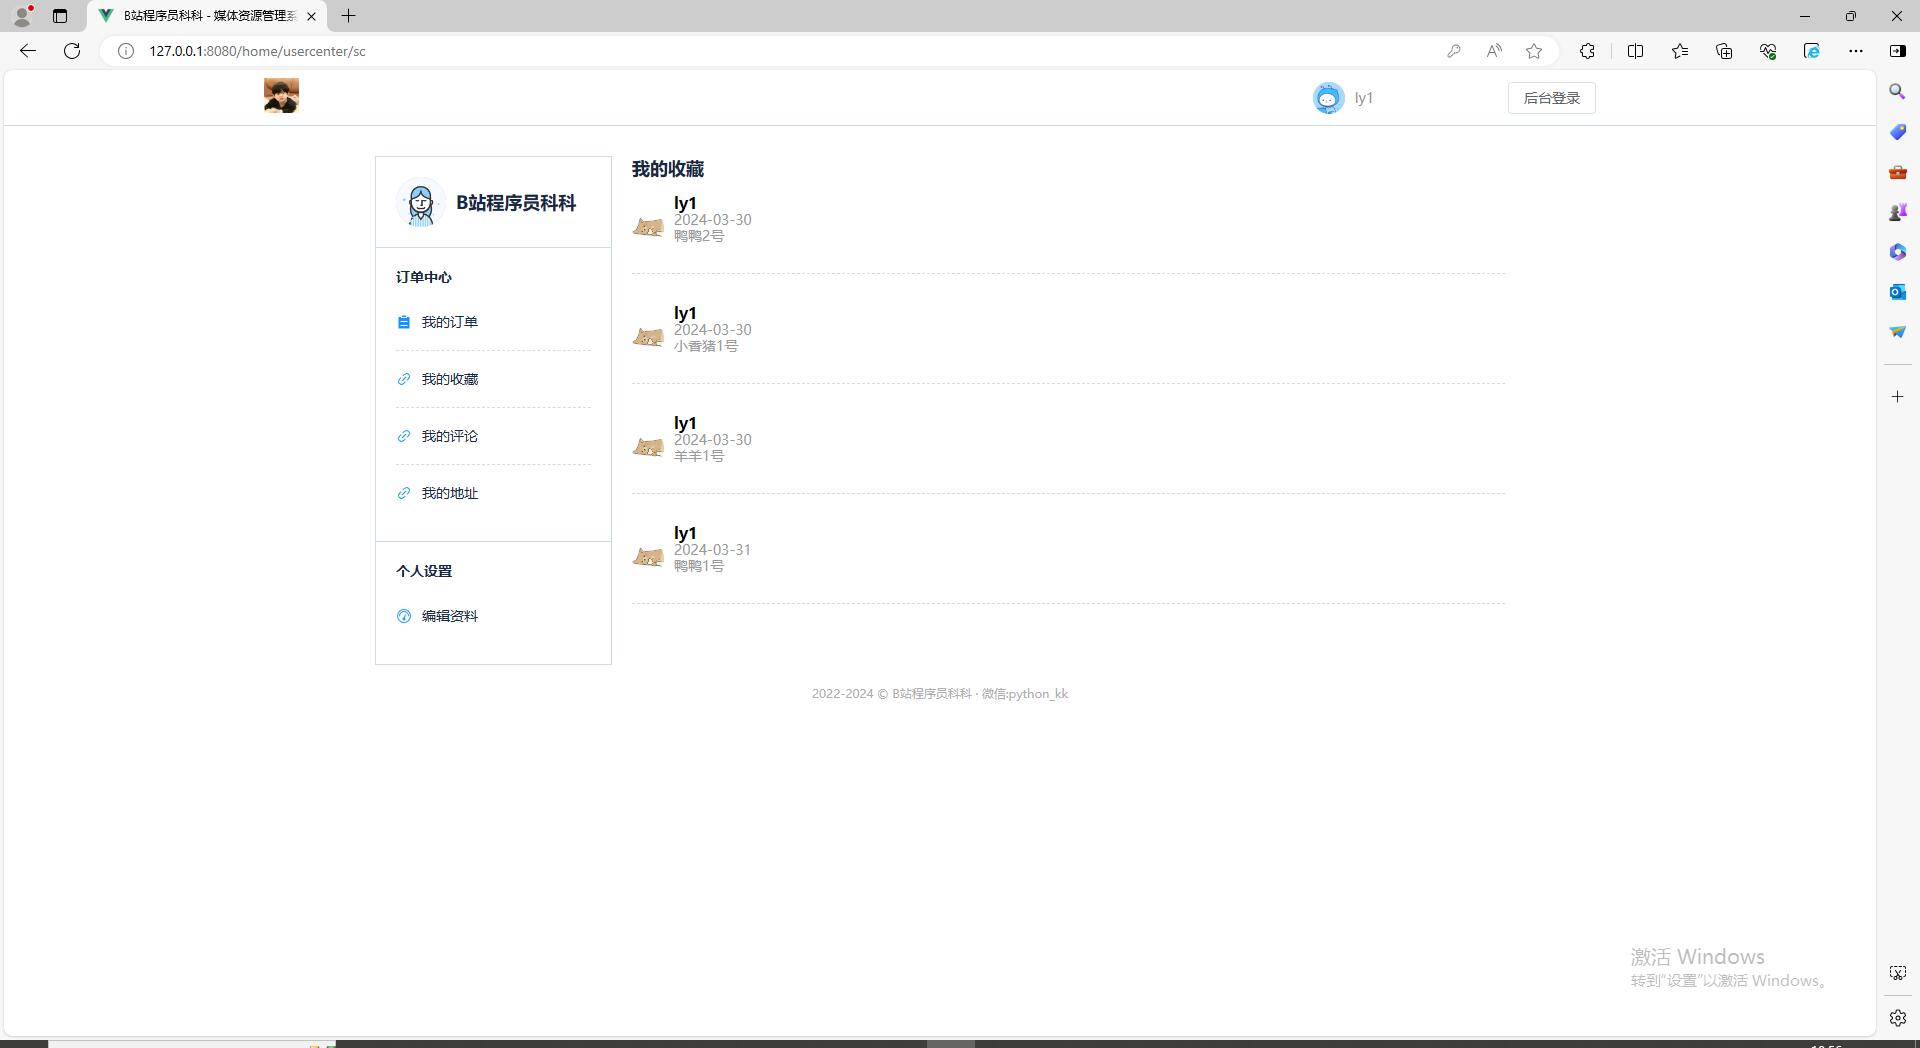 B站程序员科科 - 媒体资源管理系
127.0.0.1:8080/home/usercenter/sc
ly1
后台登录
B站程序员科科
订单中心
我的订单
我的收藏
我的评论
我的地址
个人设置
编辑资料
我的收藏
ly1
2024-03-30
鸭鸭2号
ly1
2024-03-30
小香猪1号
ly1
2024-03-30
羊羊1号
ly1
2024-03-31
鸭鸭1号
2022-2024 © B站程序员科科 · 微信:python_kk
激活 Windows
转到“设置”以激活 Windows。